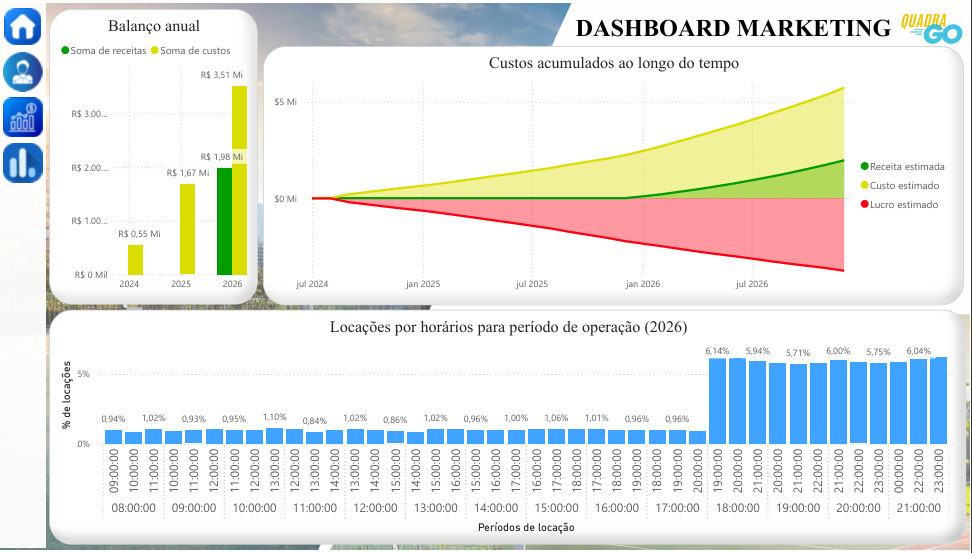 DASHBOARD MARKETING
QUADRA
GO
Balanço anual
Soma de receitas Soma de custos
R$ 3,51 Mi
R$ 3.00...
R$ 1,98 Mi
R$ 2.00...
R$ 1,67 Mi
R$ 1.00...
R$ 0,55 Mi
R$ 0 Mil
2024 2025 2026
Custos acumulados ao longo do tempo
$5 Mi
$0 Mi
jul 2024 jan 2025 jul 2025 jan 2026 jul 2026
Receita estimada
Custo estimado
Lucro estimado
Locações por horários para período de operação (2026)
% de locações
5%
0%
0,94% 1,02% 0,93% 0,95% 1,10% 0,84% 1,02% 0,86% 1,02% 0,96% 1,00% 1,06% 1,01% 0,96% 0,96% 6,14% 5,94% 5,71% 6,00% 5,75% 6,04%
09:00:00 10:00:00 11:00:00 10:00:00 11:00:00 12:00:00 11:00:00 12:00:00 13:00:00 12:00:00 13:00:00 14:00:00 13:00:00 14:00:00 15:00:00 14:00:00 15:00:00 16:00:00 15:00:00 16:00:00 17:00:00 16:00:00 17:00:00 18:00:00 17:00:00 18:00:00 19:00:00 18:00:00 19:00:00 20:00:00 19:00:00 20:00:00 21:00:00 20:00:00 21:00:00 22:00:00 21:00:00 22:00:00 23:00:00 22:00:00 00:00:00 23:00:00
08:00:00 09:00:00 10:00:00 11:00:00 12:00:00 13:00:00 14:00:00 15:00:00 16:00:00 17:00:00 18:00:00 19:00:00 20:00:00 21:00:00
Períodos de locação